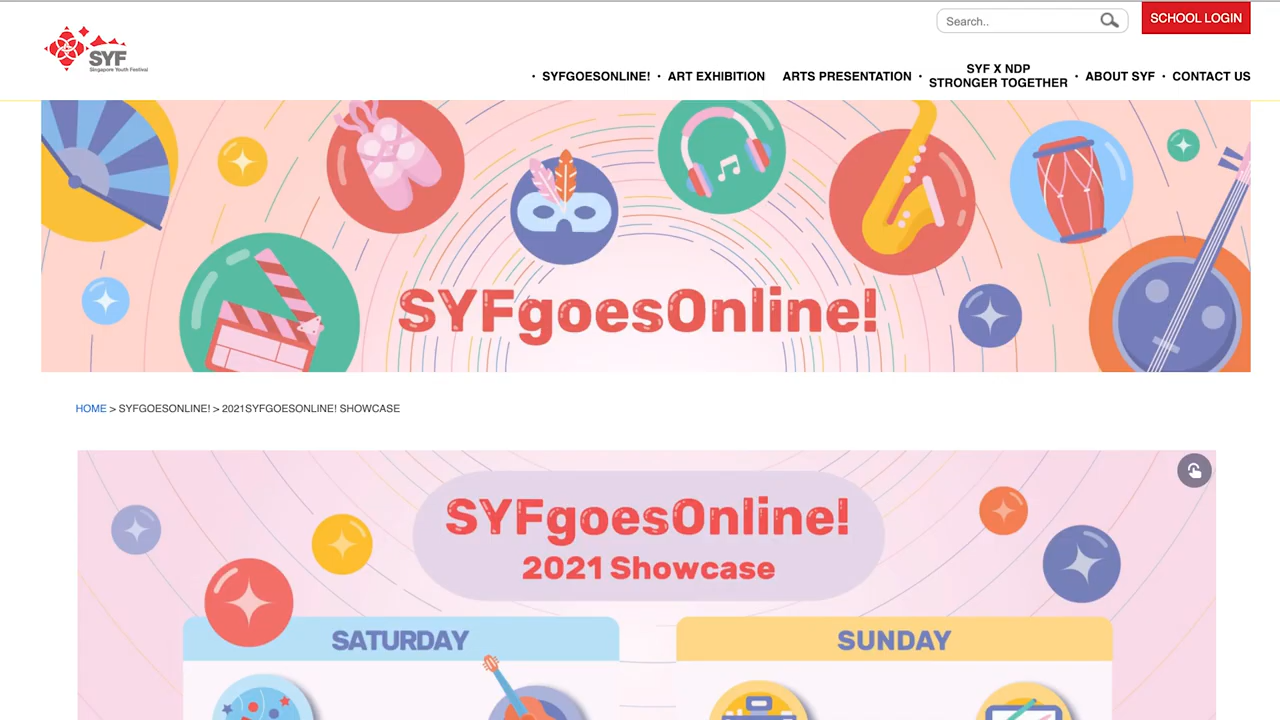 Search..
SCHOOL LOGIN
SYF
Singapore Youth Festival
· SYFGOESONLINE! · ART EXHIBITION ARTS PRESENTATION · SYF X NDP STRONGER TOGETHER · ABOUT SYF · CONTACT US
SYFgoesOnline!
HOME > SYFGOESONLINE! > 2021SYFGOESONLINE! SHOWCASE
SYFgoesOnline!
2021 Showcase
SATURDAY
SUNDAY